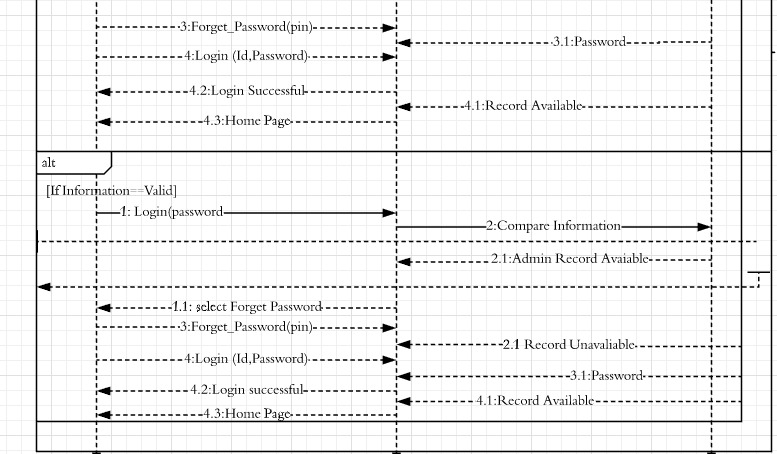 3:Forget_Password(pin)
3.1:Password
4:Login (Id,Password)
4.2:Login Successful
4.1:Record Available
4.3:Home Page
alt
[If Information==Valid]
1: Login(password
2:Compare Information
2.1:Admin Record Avaiable
1.1: select Forget Password
3:Forget_Password(pin)
2.1 Record Unavaliable
4:Login (Id,Password)
3.1:Password
4.2:Login successful
4.1:Record Available
4.3:Home Page